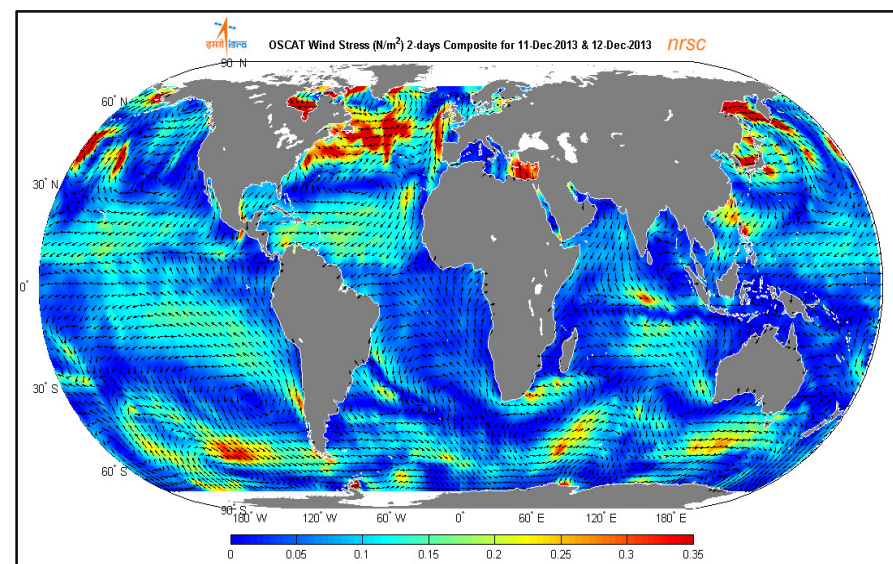 इसरो isro
OSCAT Wind Stress (N/m²) 2-days Composite for 11-Dec-2013 & 12-Dec-2013
nrsc
90° N
60° N
30° N
0°
30° S
60° S
90° S
180° W 120° W 60° W 0° 60° E 120° E 180° E
0 0.05 0.1 0.15 0.2 0.25 0.3 0.35